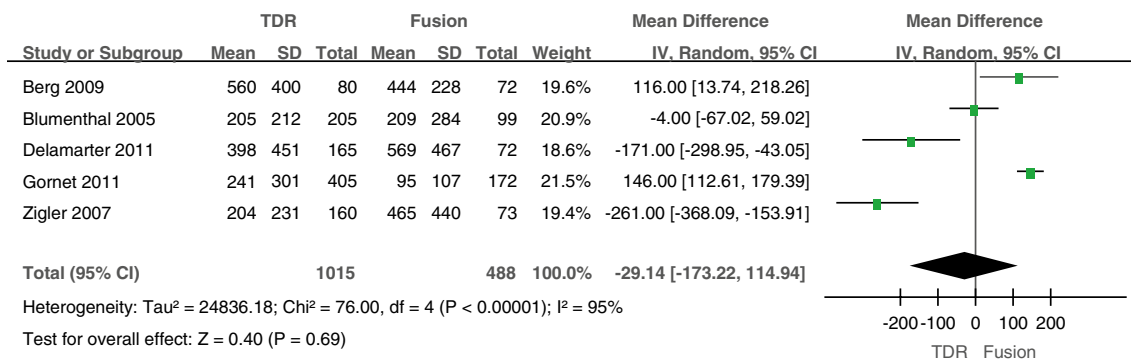 TDR Fusion Mean Difference Mean Difference
Study or Subgroup Mean SD Total Mean SD Total Weight IV, Random, 95% CI IV, Random, 95% CI
Berg 2009 560 400 80 444 228 72 19.6% 116.00 [13.74, 218.26]
Blumenthal 2005 205 212 205 209 284 99 20.9% -4.00 [-67.02, 59.02]
Delamarter 2011 398 451 165 569 467 72 18.6% -171.00 [-298.95, -43.05]
Gornet 2011 241 301 405 95 107 172 21.5% 146.00 [112.61, 179.39]
Zigler 2007 204 231 160 465 440 73 19.4% -261.00 [-368.09, -153.91]
Total (95% CI) 1015 488 100.0% -29.14 [-173.22, 114.94]
Heterogeneity: Tau² = 24836.18; Chi² = 76.00, df = 4 (P < 0.00001); I² = 95%
Test for overall effect: Z = 0.40 (P = 0.69)
-200 -100 0 100 200
TDR Fusion